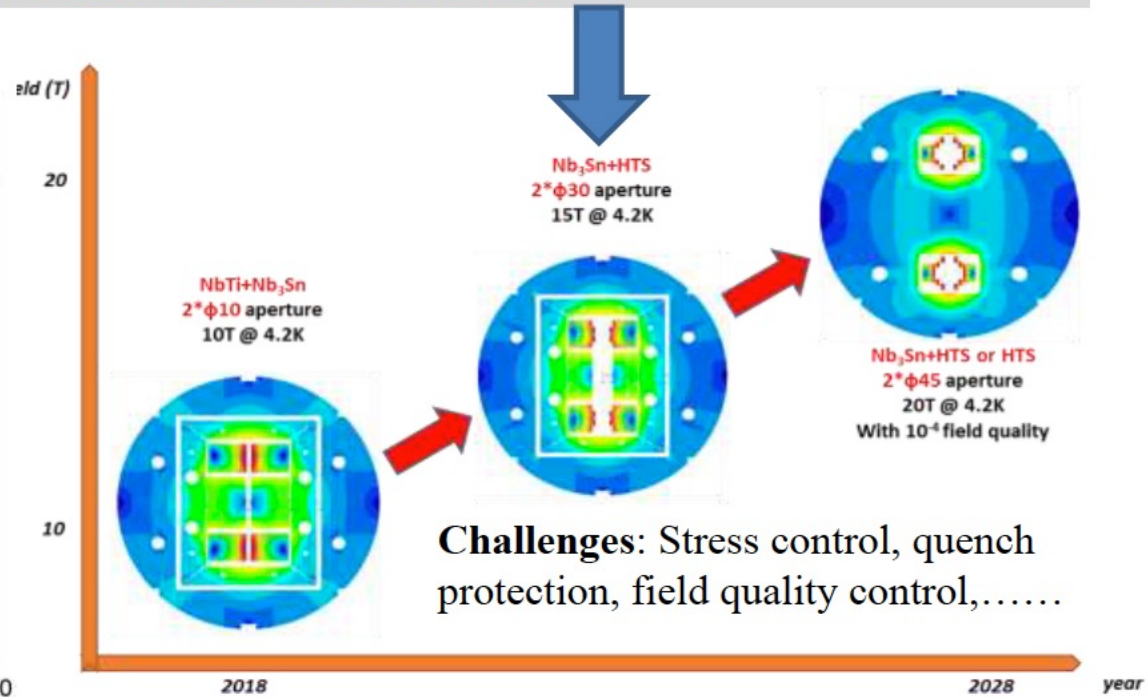 eld (T)
20
10
NbTi+Nb₃Sn
2*ϕ10 aperture
10T @ 4.2K
Nb₃Sn+HTS
2*ϕ30 aperture
15T @ 4.2K
Nb₃Sn+HTS or HTS
2*ϕ45 aperture
20T @ 4.2K
With 10⁻⁴ field quality
Challenges: Stress control, quench
protection, field quality control,……
0
2018
2028
year